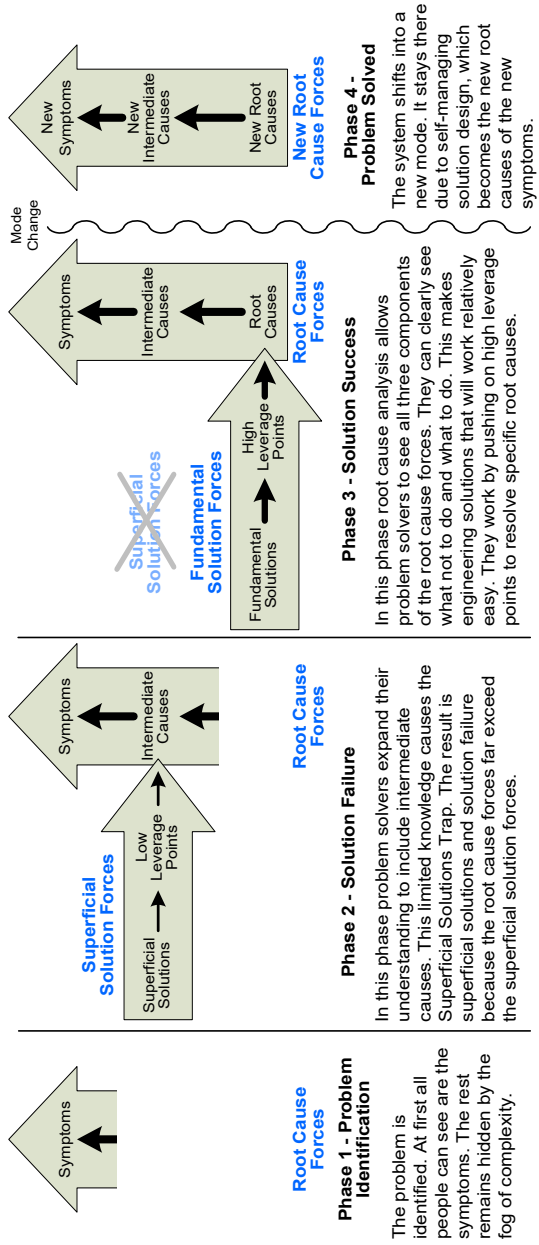 Symptoms
Root Cause
Forces
Phase 1 - Problem
Identification
The problem is
identified. At first all
people can see are the
symptoms. The rest
remains hidden by the
fog of complexity.
Superficial
Solution Forces
Superficial
Solutions
Low
Leverage
Points
Symptoms
Intermediate
Causes
Root Cause
Forces
Phase 2 - Solution Failure
In this phase problem solvers expand their
understanding to include intermediate
causes. This limited knowledge causes the
Superficial Solutions Trap. The result is
superficial solutions and solution failure
because the root cause forces far exceed
the superficial solution forces.
Superficial
Solution Forces
Fundamental
Solution Forces
Fundamental
Solutions
High
Leverage
Points
Symptoms
Intermediate
Causes
Root
Causes
Root Cause
Forces
Phase 3 - Solution Success
In this phase root cause analysis allows
problem solvers to see all three components
of the root cause forces. They can clearly see
what not to do and what to do. This makes
engineering solutions that will work relatively
easy. They work by pushing on high leverage
points to resolve specific root causes.
Mode
Change
New
Symptoms
New
Intermediate
Causes
New Root
Causes
New Root
Cause Forces
Phase 4 -
Problem Solved
The system shifts into a
new mode. It stays there
due to self-managing
solution design, which
becomes the new root
causes of the new
symptoms.